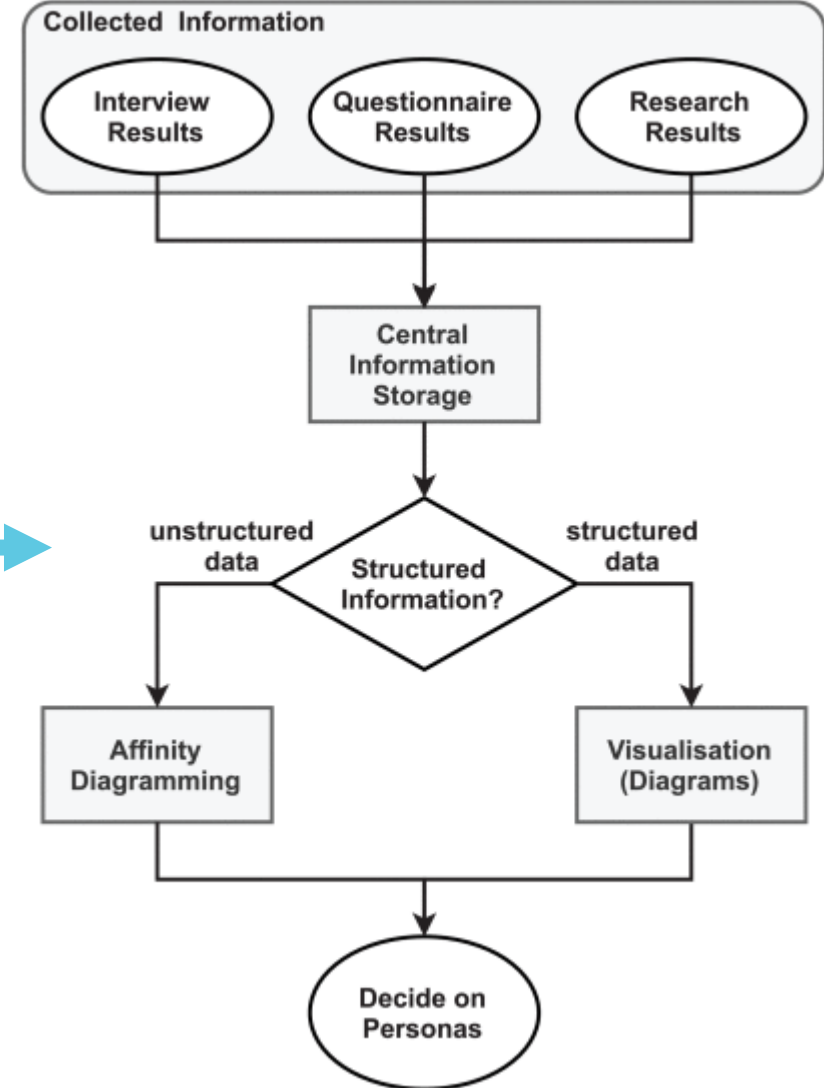 Collected Information
Interview
Results
Questionnaire
Results
Research
Results
Central
Information
Storage
unstructured
data
Structured
Information?
structured
data
Affinity
Diagramming
Visualisation
(Diagrams)
Decide on
Personas